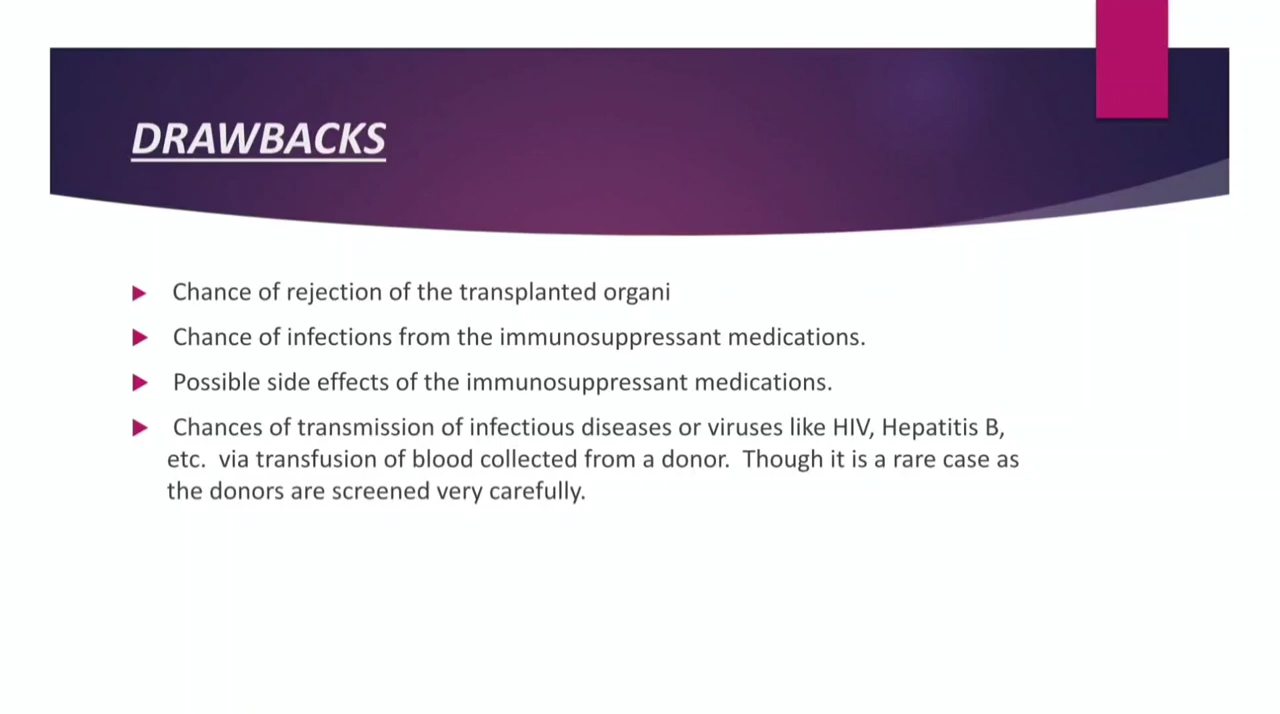 DRAWBACKS
Chance of rejection of the transplanted organi
Chance of infections from the immunosuppressant medications.
Possible side effects of the immunosuppressant medications.
Chances of transmission of infectious diseases or viruses like HIV, Hepatitis B,
etc.  via transfusion of blood collected from a donor.  Though it is a rare case as
the donors are screened very carefully.